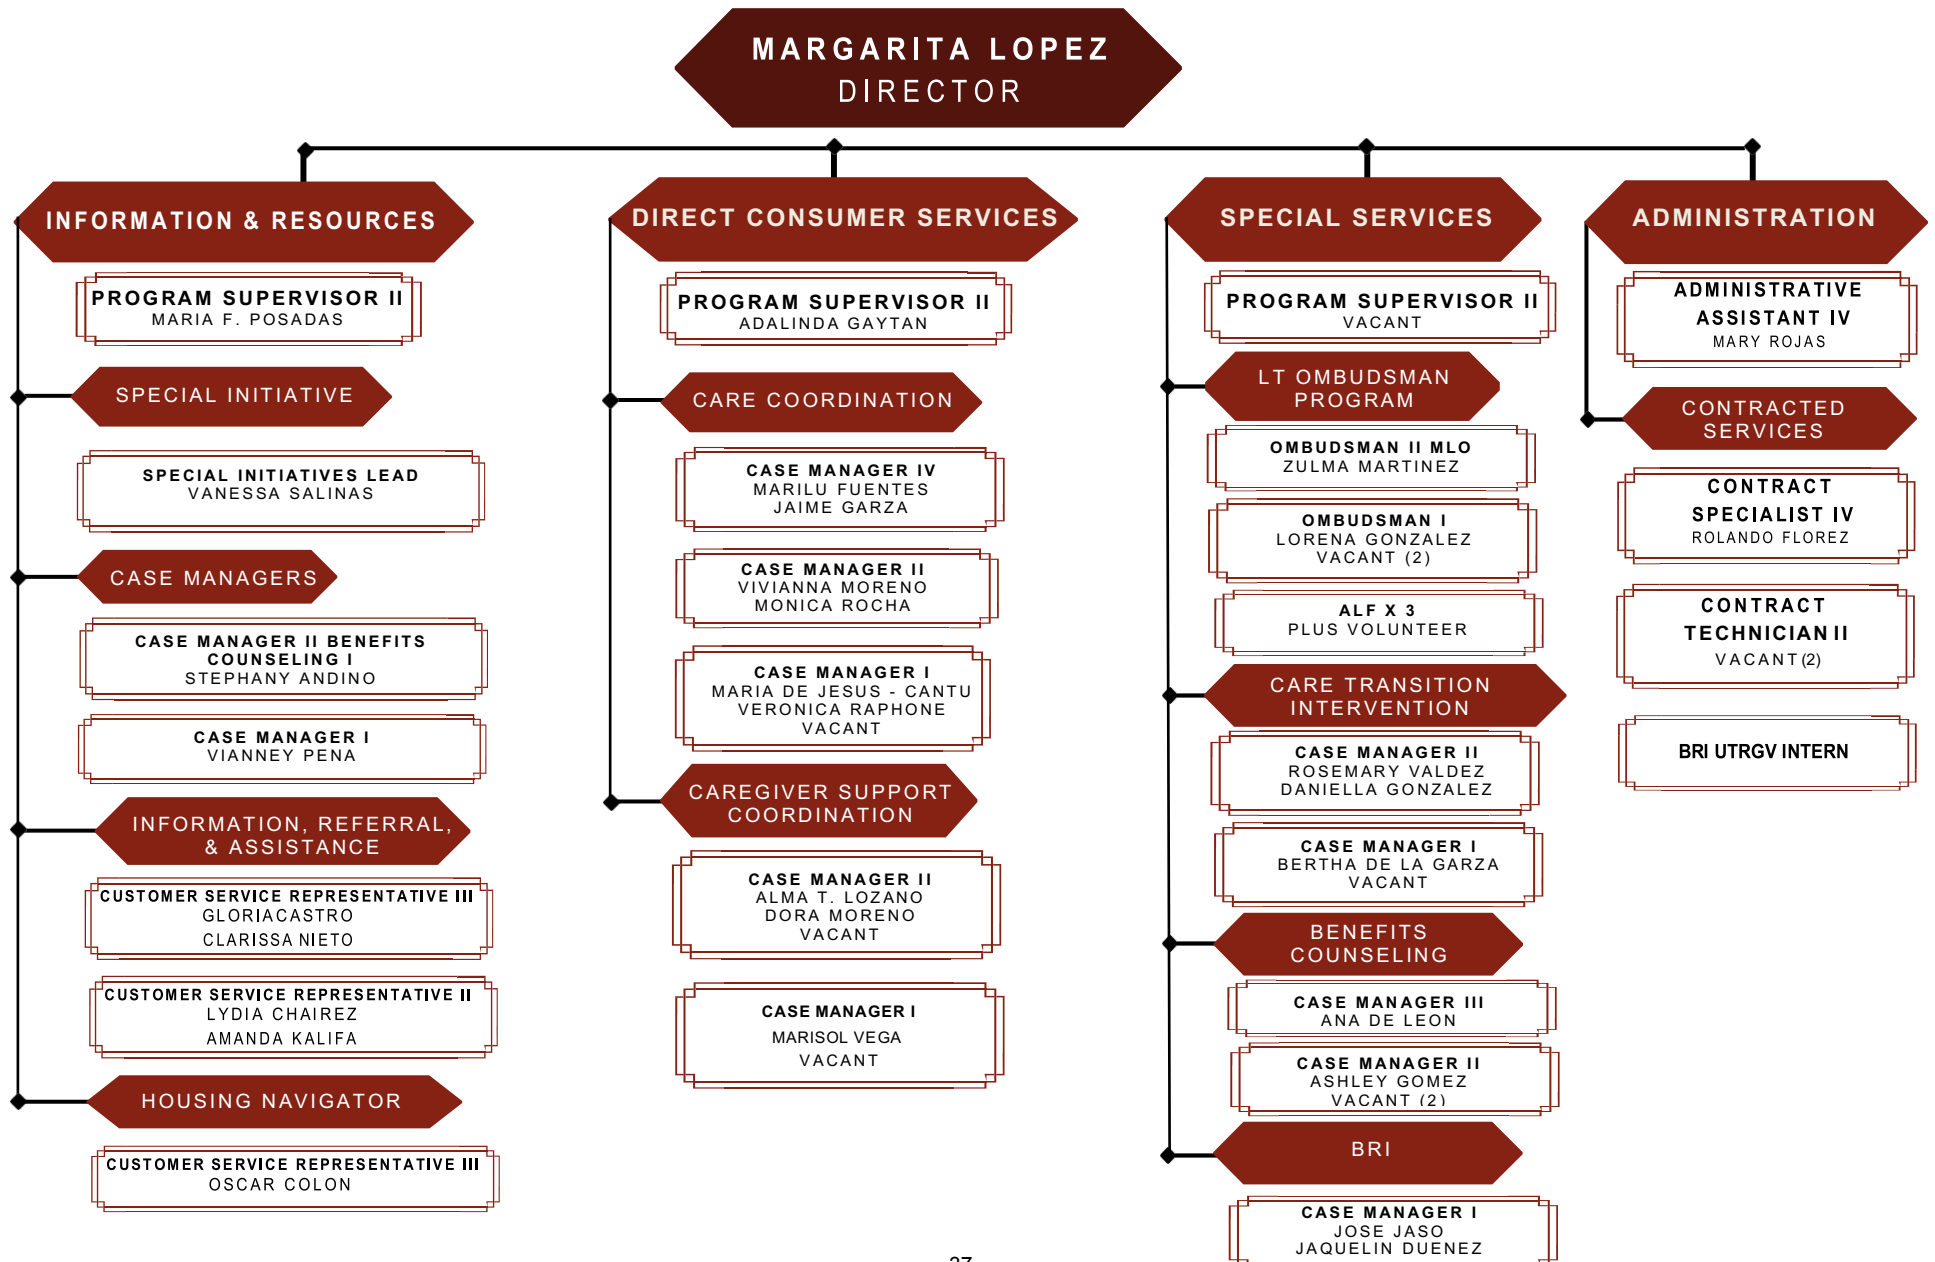 MARGARITA LOPEZ
DIRECTOR
INFORMATION & RESOURCES
PROGRAM SUPERVISOR II
MARIA F. POSADAS
SPECIAL INITIATIVE
SPECIAL INITIATIVES LEAD
VANESSA SALINAS
CASE MANAGERS
CASE MANAGER II BENEFITS
COUNSELING I
STEPHANY ANDINO
CASE MANAGER I
VIANNEY PENA
INFORMATION, REFERRAL,
& ASSISTANCE
CUSTOMER SERVICE REPRESENTATIVE III
GLORIACASTRO
CLARISSA NIETO
CUSTOMER SERVICE REPRESENTATIVE II
LYDIA CHAIREZ
AMANDA KALIFA
HOUSING NAVIGATOR
CUSTOMER SERVICE REPRESENTATIVE III
OSCAR COLON
DIRECT CONSUMER SERVICES
PROGRAM SUPERVISOR II
ADALINDA GAYTAN
CARE COORDINATION
CASE MANAGER IV
MARILU FUENTES
JAIME GARZA
CASE MANAGER II
VIVIANNA MORENO
MONICA ROCHA
CASE MANAGER I
MARIA DE JESUS - CANTU
VERONICA RAPHONE
VACANT
CAREGIVER SUPPORT
COORDINATION
CASE MANAGER II
ALMA T. LOZANO
DORA MORENO
VACANT
CASE MANAGER I
MARISOL VEGA
VACANT
SPECIAL SERVICES
PROGRAM SUPERVISOR II
VACANT
LT OMBUDSMAN
PROGRAM
OMBUDSMAN II MLO
ZULMA MARTINEZ
OMBUDSMAN I
LORENA GONZALEZ
VACANT (2)
ALF X 3
PLUS VOLUNTEER
CARE TRANSITION
INTERVENTION
CASE MANAGER II
ROSEMARY VALDEZ
DANIELLA GONZALEZ
CASE MANAGER I
BERTHA DE LA GARZA
VACANT
BENEFITS
COUNSELING
CASE MANAGER III
ANA DE LEON
CASE MANAGER II
ASHLEY GOMEZ
VACANT (2)
BRI
CASE MANAGER I
JOSE JASO
JAQUELIN DUENEZ
ADMINISTRATION
ADMINISTRATIVE
ASSISTANT IV
MARY ROJAS
CONTRACTED
SERVICES
CONTRACT
SPECIALIST IV
ROLANDO FLOREZ
CONTRACT
TECHNICIAN II
VACANT (2)
BRI UTRGV INTERN